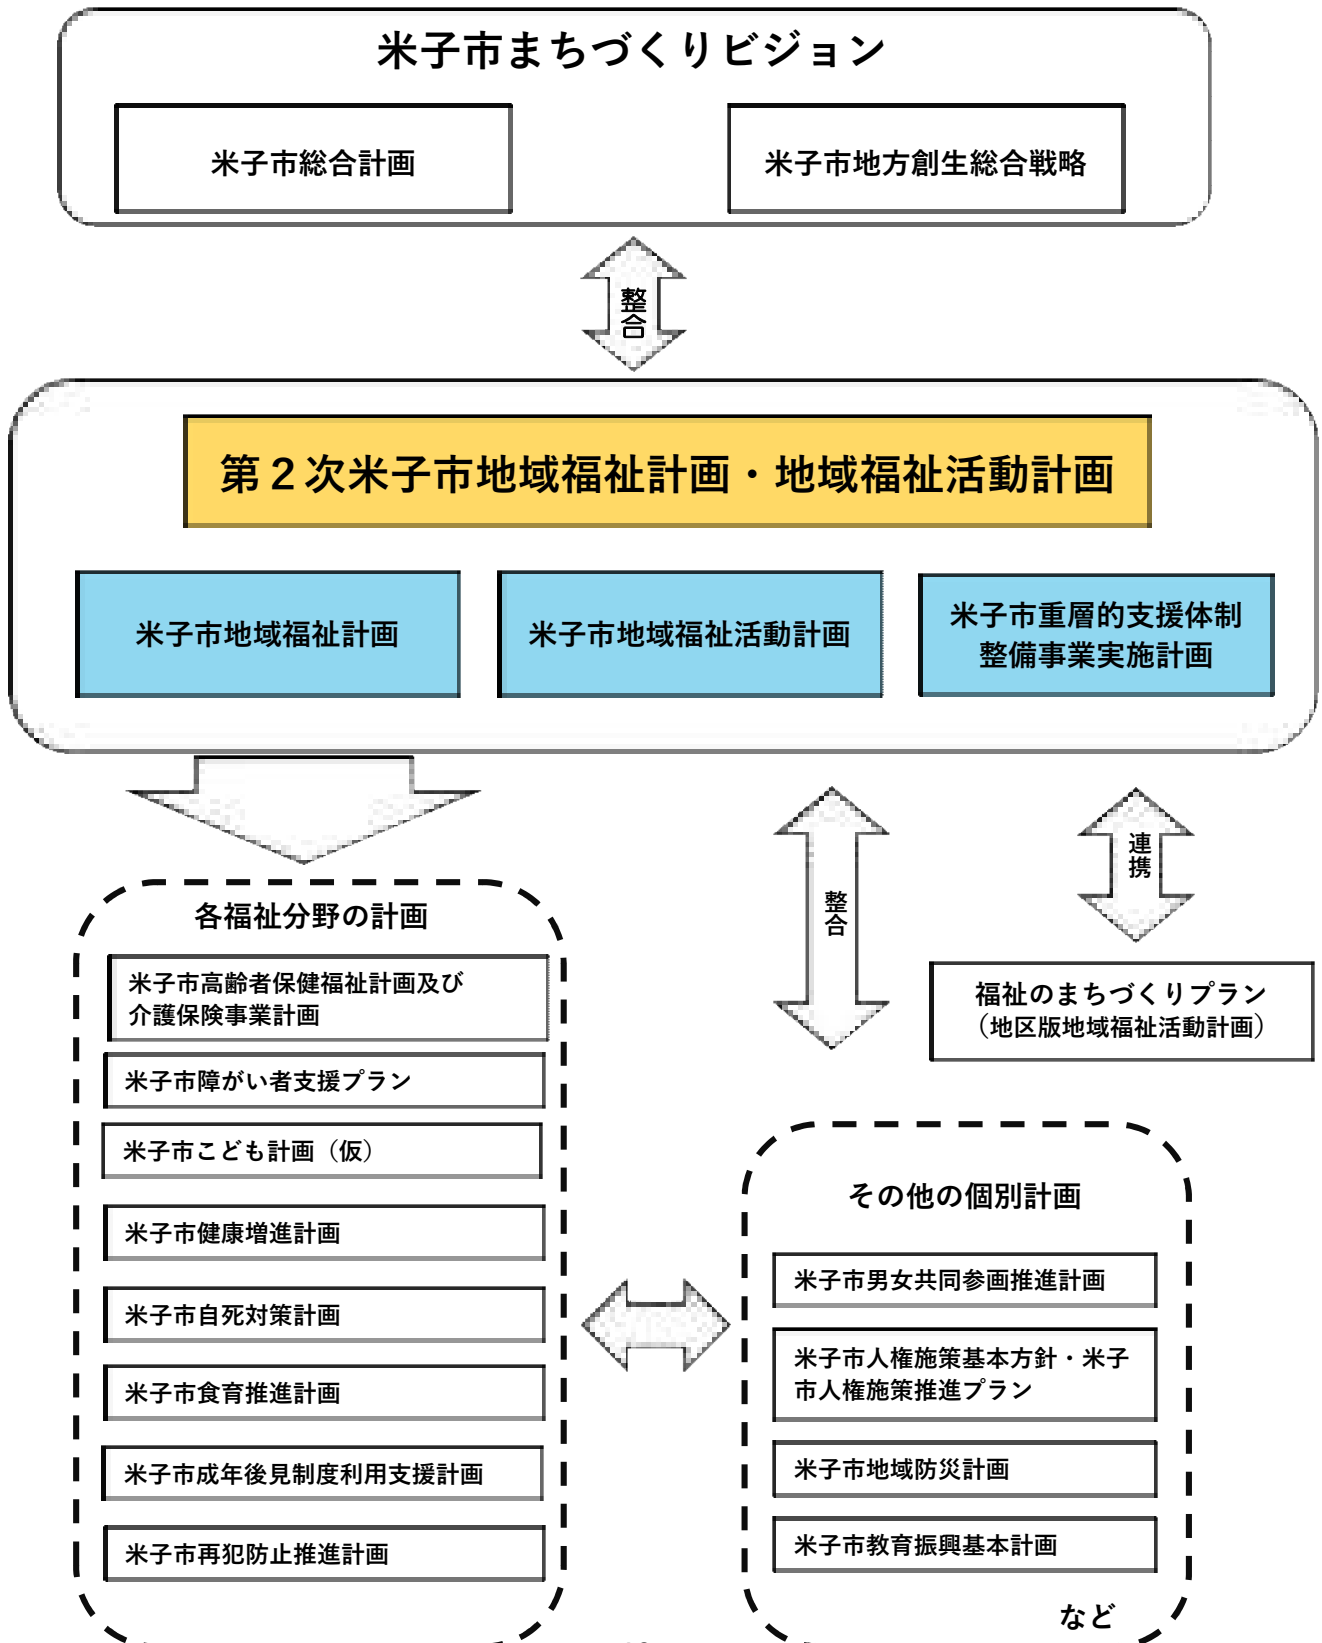 米子市まちづくりビジョン
米子市総合計画
米子市地方創生総合戦略
整合
第２次米子市地域福祉計画・地域福祉活動計画
米子市地域福祉計画
米子市地域福祉活動計画
米子市重層的支援体制
整備事業実施計画
整合
連携
各福祉分野の計画
米子市高齢者保健福祉計画及び
介護保険事業計画
米子市障がい者支援プラン
米子市こども計画（仮）
米子市健康増進計画
米子市自死対策計画
米子市食育推進計画
米子市成年後見制度利用支援計画
米子市再犯防止推進計画
福祉のまちづくりプラン
（地区版地域福祉活動計画）
その他の個別計画
米子市男女共同参画推進計画
米子市人権施策基本方針・米子
市人権施策推進プラン
米子市地域防災計画
米子市教育振興基本計画
など